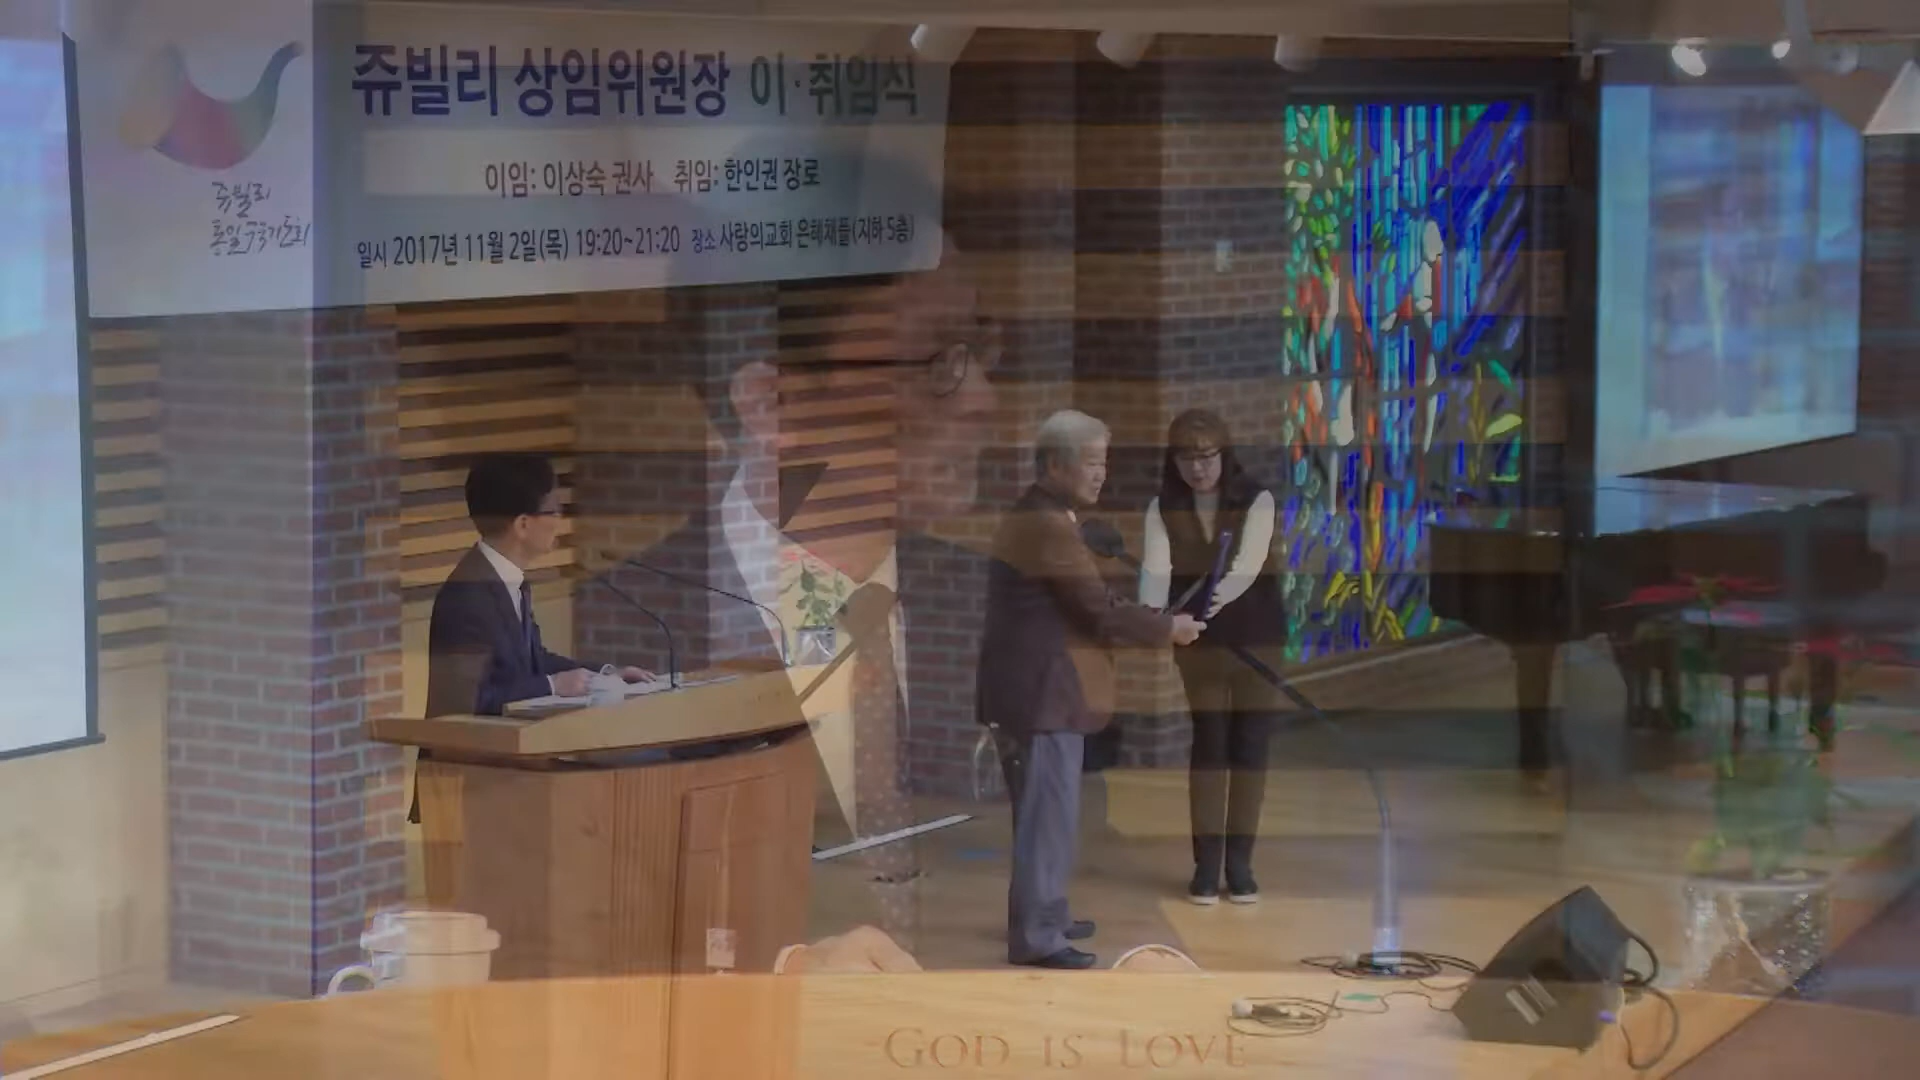 쥬빌리 상임위원장 이·취임식
이임: 이상숙 권사 취임: 한인권 장로
일시 2017년 11월 2일(목) 19:20~21:20 장소 사랑의교회 은혜채플(지하 5층)
쥬빌리
통일구국기도회
GOD IS LOVE